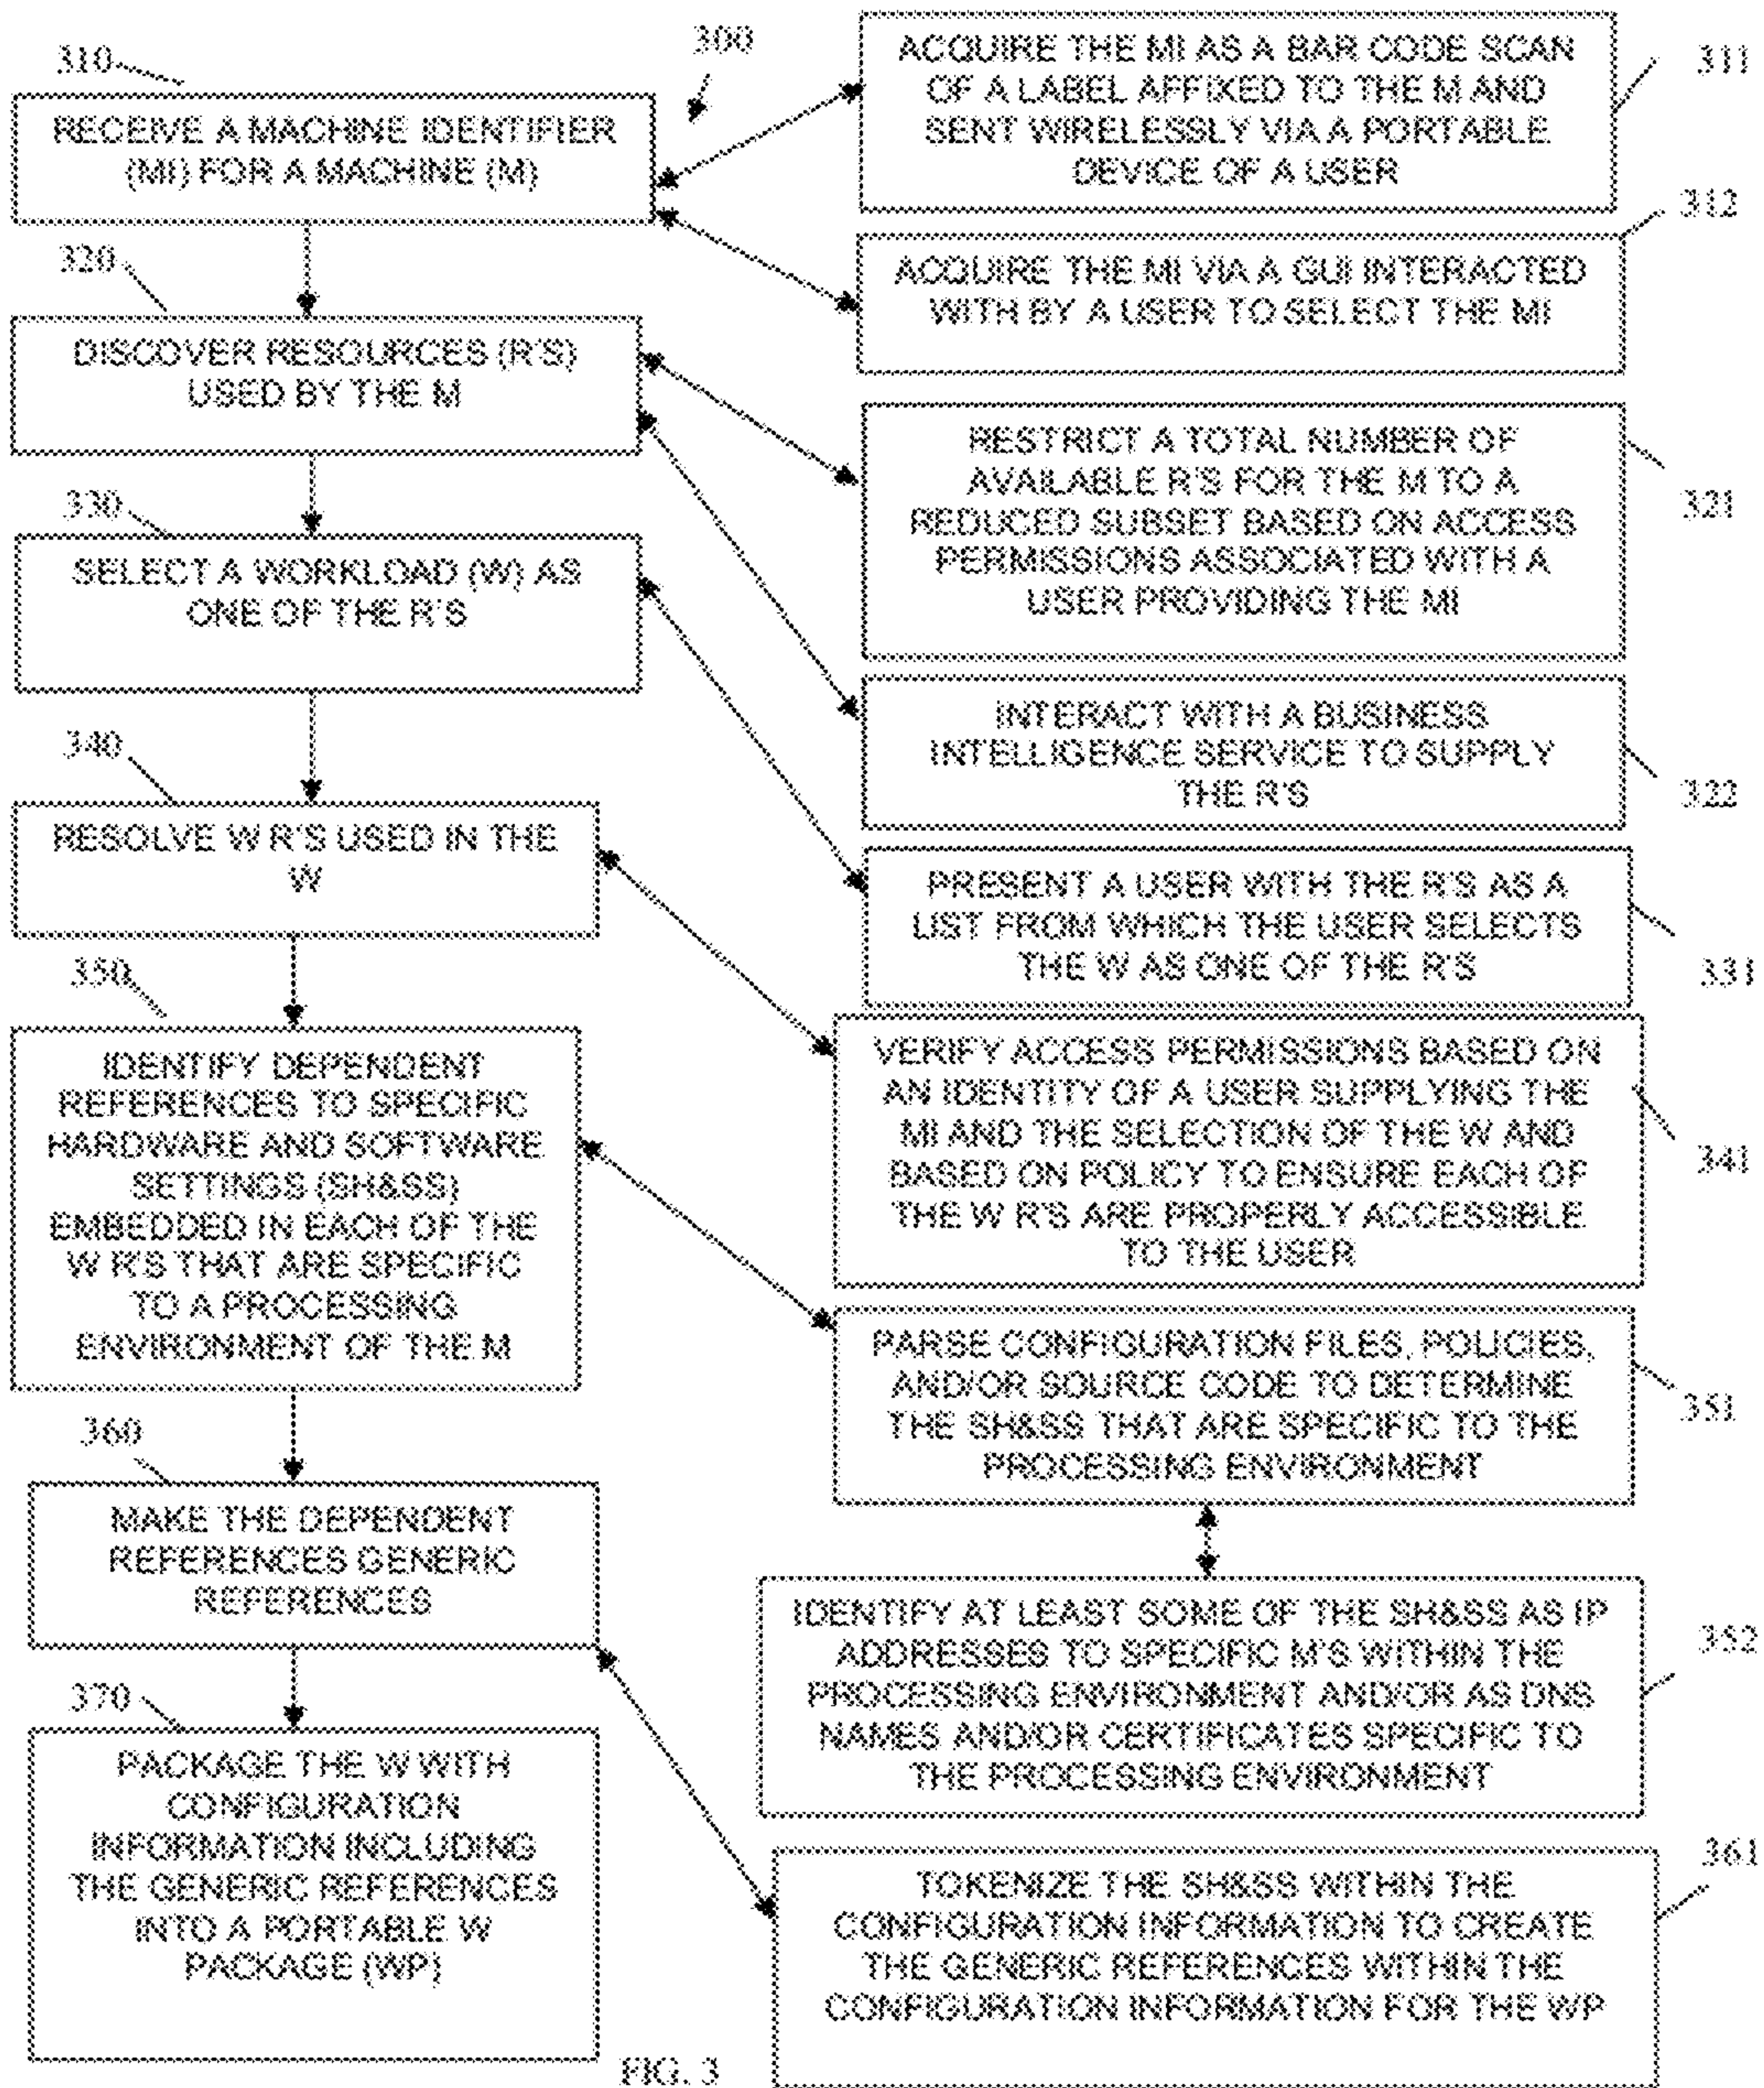 300
310
RECEIVE A MACHINE IDENTIFIER
(MI) FOR A MACHINE (M)
311
ACQUIRE THE MI AS A BAR CODE SCAN
OF A LABEL AFFIXED TO THE M AND
SENT WIRELESSLY VIA A PORTABLE
DEVICE OF A USER
312
ACQUIRE THE MI VIA A GUI INTERACTED
WITH BY A USER TO SELECT THE MI
320
DISCOVER RESOURCES (R'S)
USED BY THE M
321
RESTRICT A TOTAL NUMBER OF
AVAILABLE R'S FOR THE M TO A
REDUCED SUBSET BASED ON ACCESS
PERMISSIONS ASSOCIATED WITH A
USER PROVIDING THE MI
322
INTERACT WITH A BUSINESS
INTELLIGENCE SERVICE TO SUPPLY
THE R'S
330
SELECT A WORKLOAD (W) AS
ONE OF THE R'S
331
PRESENT A USER WITH THE R'S AS A
LIST FROM WHICH THE USER SELECTS
THE W AS ONE OF THE R'S
340
RESOLVE W R'S USED IN THE
W
341
VERIFY ACCESS PERMISSIONS BASED ON
AN IDENTITY OF A USER SUPPLYING THE
MI AND THE SELECTION OF THE W AND
BASED ON POLICY TO ENSURE EACH OF
THE W R'S ARE PROPERLY ACCESSIBLE
TO THE USER
350
IDENTIFY DEPENDENT
REFERENCES TO SPECIFIC
HARDWARE AND SOFTWARE
SETTINGS (SH&SS)
EMBEDDED IN EACH OF THE
W R'S THAT ARE SPECIFIC
TO A PROCESSING
ENVIRONMENT OF THE M
351
PARSE CONFIGURATION FILES, POLICIES,
AND/OR SOURCE CODE TO DETERMINE
THE SH&SS THAT ARE SPECIFIC TO THE
PROCESSING ENVIRONMENT
352
IDENTIFY AT LEAST SOME OF THE SH&SS AS IP
ADDRESSES TO SPECIFIC M'S WITHIN THE
PROCESSING ENVIRONMENT AND/OR AS DNS
NAMES AND/OR CERTIFICATES SPECIFIC TO
THE PROCESSING ENVIRONMENT
360
MAKE THE DEPENDENT
REFERENCES GENERIC
REFERENCES
361
TOKENIZE THE SH&SS WITHIN THE
CONFIGURATION INFORMATION TO CREATE
THE GENERIC REFERENCES WITHIN THE
CONFIGURATION INFORMATION FOR THE WP
370
PACKAGE THE W WITH
CONFIGURATION
INFORMATION INCLUDING
THE GENERIC REFERENCES
INTO A PORTABLE W
PACKAGE (WP)
FIG. 3